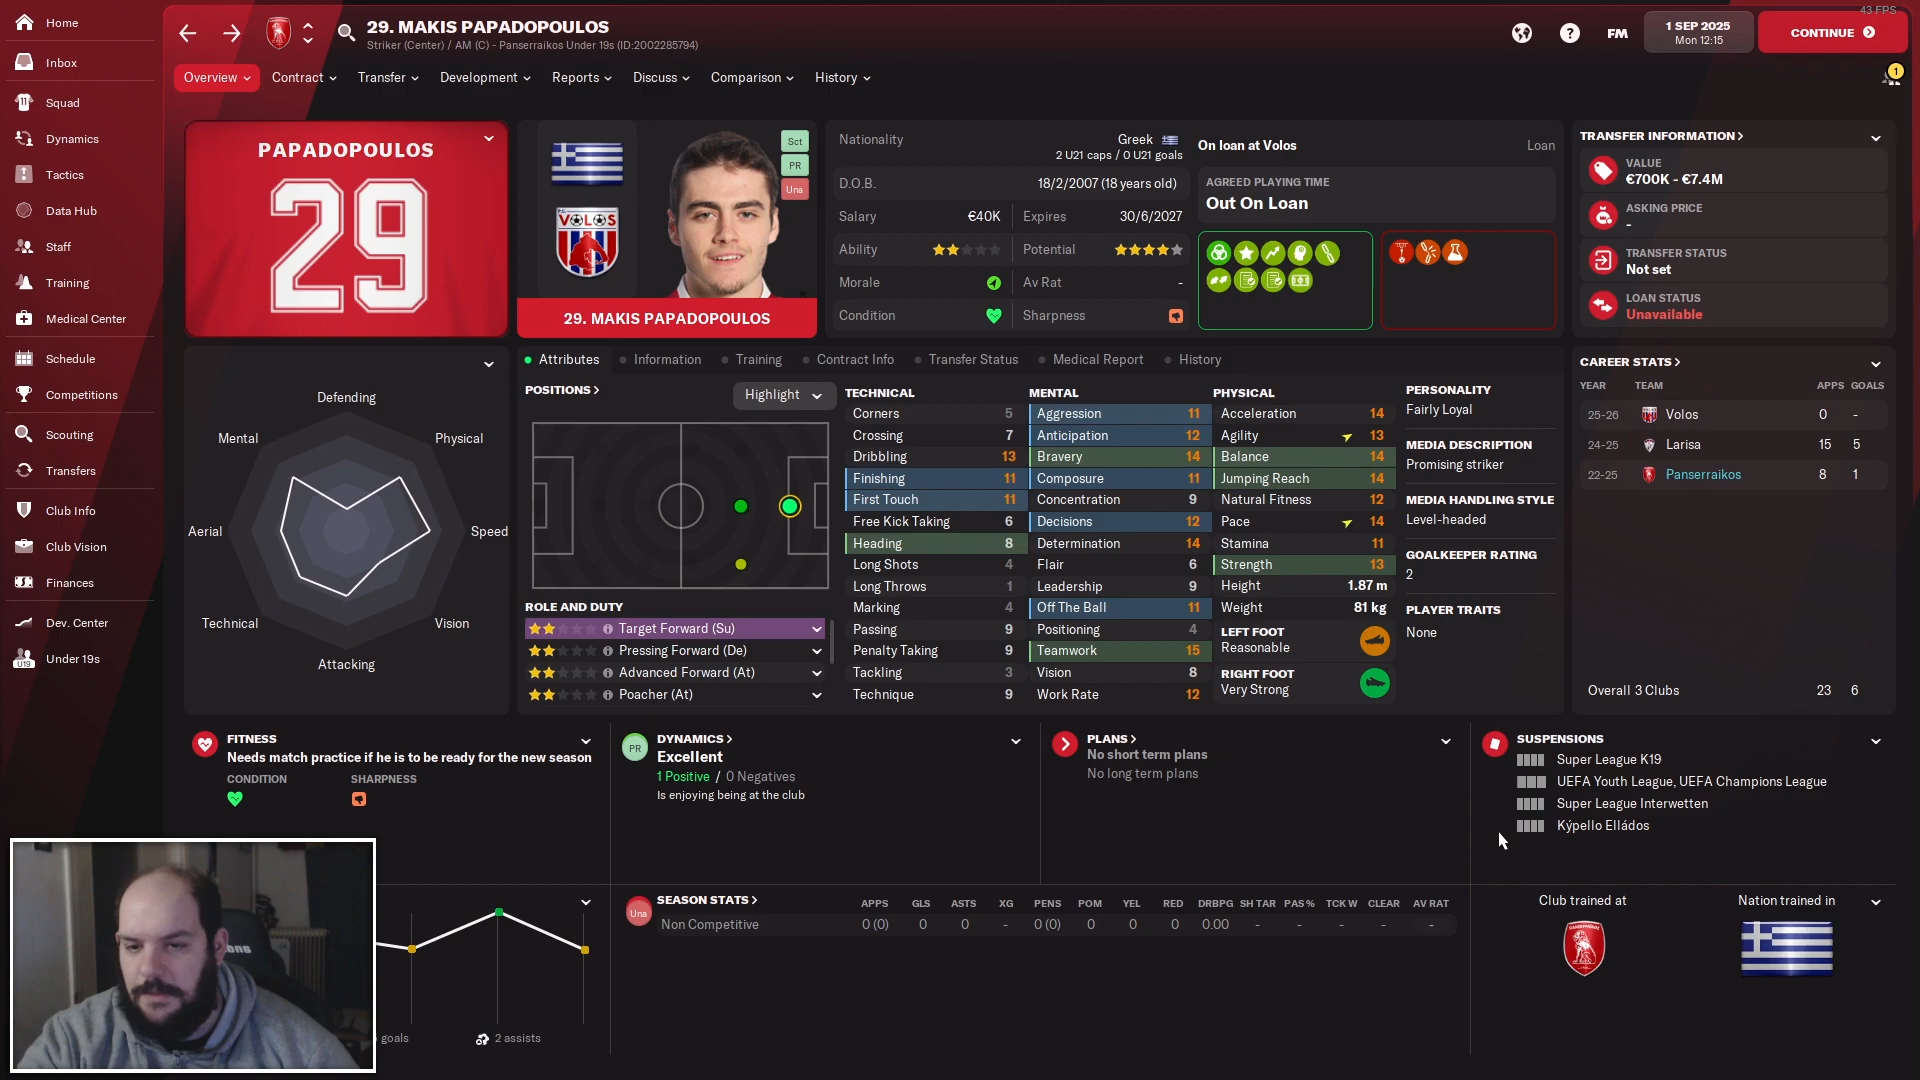 Home
Inbox
Squad
Dynamics
Tactics
Data Hub
Staff
Training
Medical Center
Schedule
Competitions
Scouting
Transfers
Club Info
Club Vision
Finances
Dev. Center
U19
Under 19s
29. MAKIS PAPADOPOULOS
Striker (Center) / AM (C) - Panserraikos Under 19s (ID:2002285794)
43 FPS
FM
1 SEP 2025
Mon 12:15
CONTINUE
Overview
Contract
Transfer
Development
Reports
Discuss
Comparison
History
1
PAPADOPOULOS
29
VOLOS
Sct
PR
Una
29. MAKIS PAPADOPOULOS
Nationality Greek
2 U21 caps / 0 U21 goals
D.O.B. 18/2/2007 (18 years old)
Salary €40K Expires 30/6/2027
Ability Potential
Morale Av Rat -
Condition Sharpness
On loan at Volos Loan
AGREED PLAYING TIME
Out On Loan
TRANSFER INFORMATION
VALUE
€700K - €7.4M
ASKING PRICE
-
TRANSFER STATUS
Not set
LOAN STATUS
Unavailable
Defending
Physical
Speed
Vision
Attacking
Technical
Aerial
Mental
Attributes
Information
Training
Contract Info
Transfer Status
Medical Report
History
POSITIONS
Highlight
ROLE AND DUTY
Target Forward (Su)
Pressing Forward (De)
Advanced Forward (At)
Poacher (At)
TECHNICAL
Corners 5
Crossing 7
Dribbling 13
Finishing 11
First Touch 11
Free Kick Taking 6
Heading 8
Long Shots 4
Long Throws 1
Marking 4
Passing 9
Penalty Taking 9
Tackling 3
Technique 9
MENTAL
Aggression 11
Anticipation 12
Bravery 14
Composure 11
Concentration 9
Decisions 12
Determination 14
Flair 6
Leadership 9
Off The Ball 11
Positioning 4
Teamwork 15
Vision 8
Work Rate 12
PHYSICAL
Acceleration 14
Agility 13
Balance 14
Jumping Reach 14
Natural Fitness 12
Pace 14
Stamina 11
Strength 13
Height 1.87 m
Weight 81 kg
LEFT FOOT
Reasonable
RIGHT FOOT
Very Strong
PERSONALITY
Fairly Loyal
MEDIA DESCRIPTION
Promising striker
MEDIA HANDLING STYLE
Level-headed
GOALKEEPER RATING
2
PLAYER TRAITS
None
CAREER STATS
YEAR TEAM APPS GOALS
25-26 Volos 0 -
24-25 Larisa 15 5
22-25 Panserraikos 8 1
Overall 3 Clubs 23 6
FITNESS
Needs match practice if he is to be ready for the new season
CONDITION SHARPNESS
PR
DYNAMICS
Excellent
1 Positive / 0 Negatives
Is enjoying being at the club
PLANS
No short term plans
No long term plans
SUSPENSIONS
Super League K19
UEFA Youth League, UEFA Champions League
Super League Interwetten
Kýpello Elládos
goals
2 assists
Una
SEASON STATS
APPS GLS ASTS XG PENS POM YEL RED DRBPG SH TAR PAS % TCK W CLEAR AV RAT
Non Competitive 0 (0) 0 0 - 0 (0) 0 0 0 0.00 - - - - -
Club trained at
Nation trained in